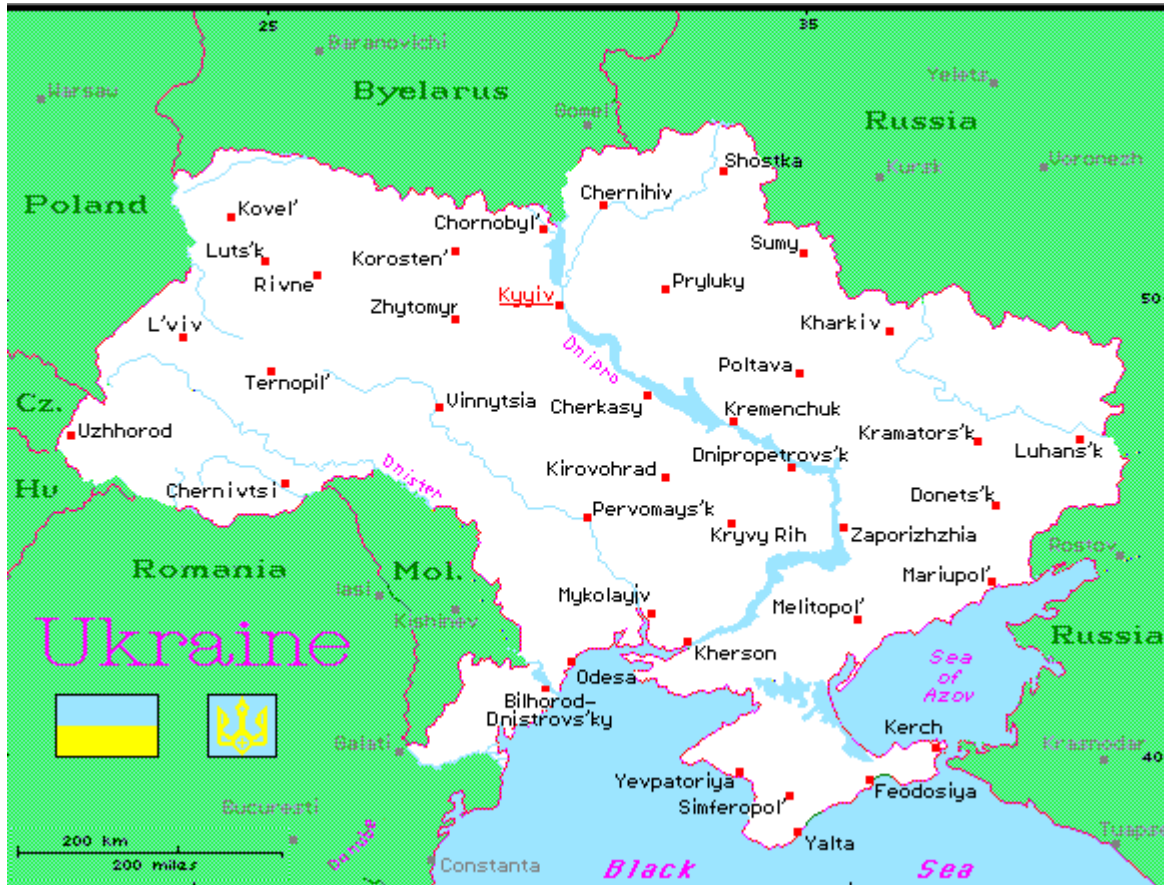 25
35
Baranovichi
Warsaw
Byelarus
Yelets
Gomel'
Russia
Shostka
Kursk
Voronezh
Poland
Chernihiv
Kovel'
Chornobyl'
Luts'k
Korosten'
Sumy
Rivne
Kyyiv
Pryluky
50
Zhytomyr
L'viv
Kharkiv
Dnipro
Ternopil'
Poltava
Cz.
Vinnytsia
Cherkasy
Kremenchuk
Uzhhorod
Kramators'k
Luhans'k
Dnipropetrovs'k
Kirovohrad
Hu
Chernivtsi
Dnister
Donets'k
Pervomays'k
Kryvy Rih
Zaporizhzhia
Rostov
Romania
Mol.
Iasi
Mariupol'
Mykolayiv
Melitopol'
Kishinev
Ukraine
Russia
Kherson
Sea
of
Azov
Odesa
Bilhorod-
Dnistrovs'ky
Kerch
Galati
Krasnodar
40
Yevpatoriya
Feodosiya
Simferopol'
Bucuresti
200 km
200 miles
Danube
Yalta
Tuapse
Constanta
Black Sea